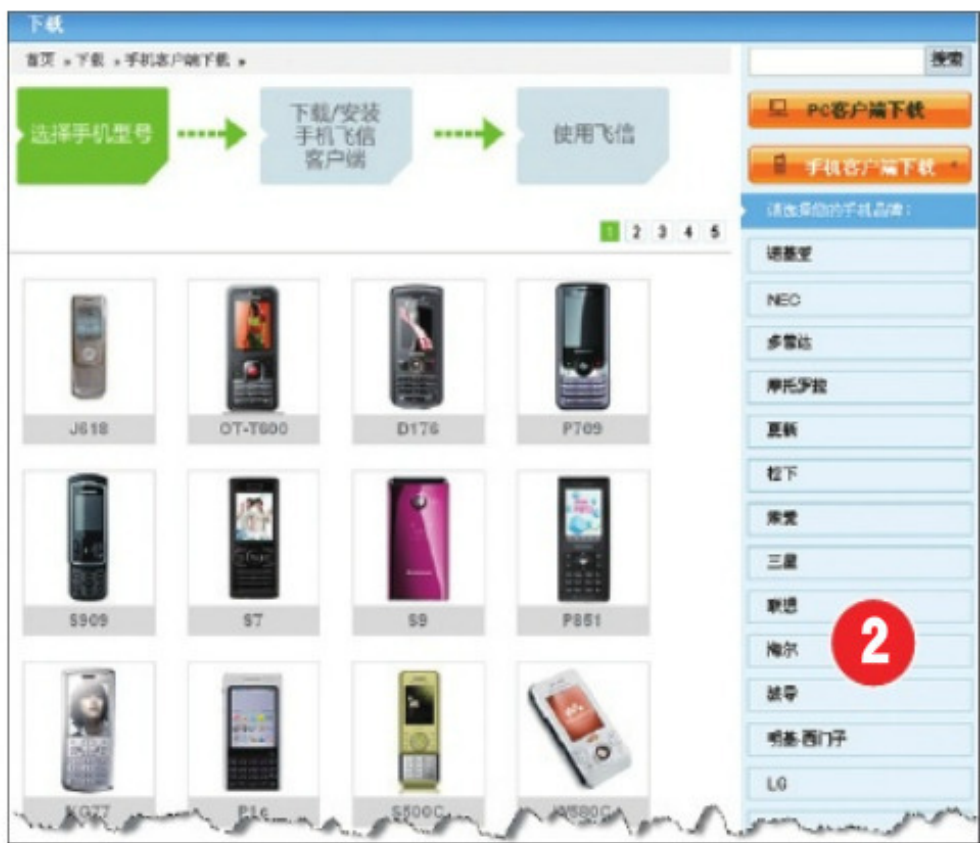 下载
首页 » 下载 » 手机客户端下载 »
选择手机型号
下载/安装
手机飞信
客户端
使用飞信
1 2 3 4 5
J618
OT-T600
D176
P709
S909
S7
S9
P851
KG77
P1c
S500C
W580C
搜索
PC客户端下载
手机客户端下载
请选择您的手机品牌：
诺基亚
NEC
多普达
摩托罗拉
夏新
松下
索爱
三星
联想
海尔
波导
明基-西门子
LG
2